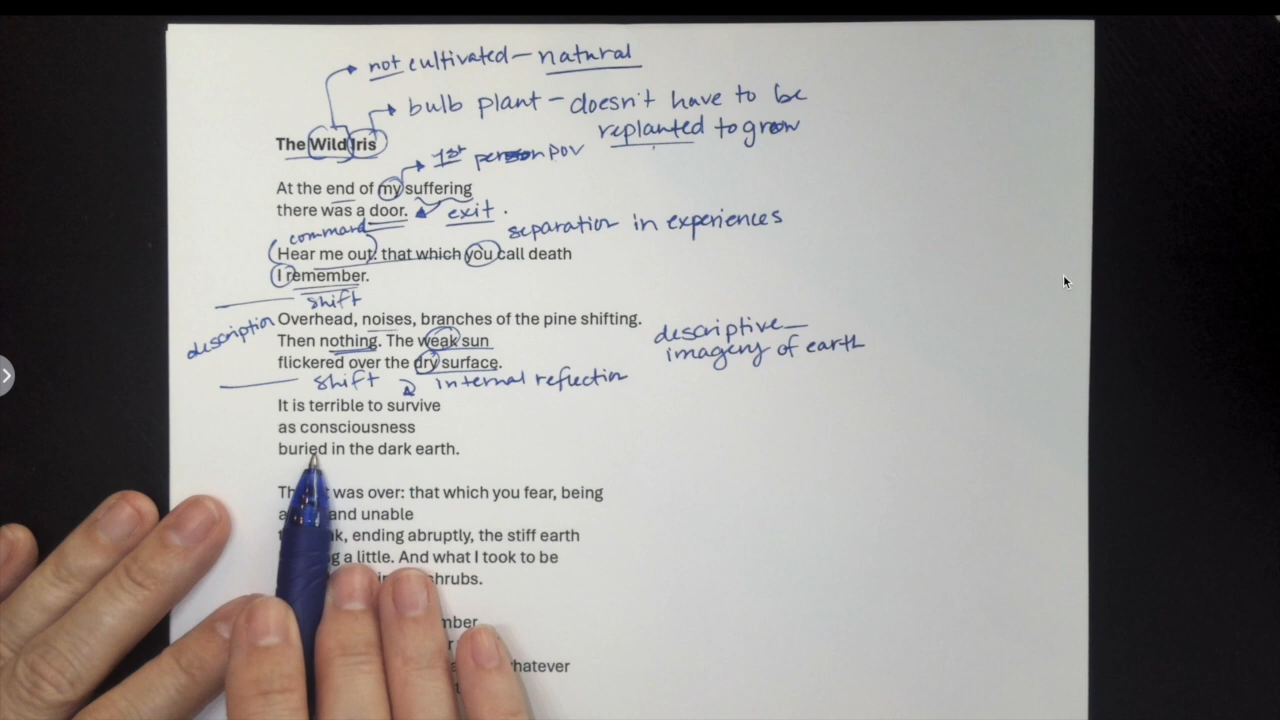 not cultivated – natural
bulb plant – doesn't have to be
replanted to grow
The Wild Iris
1st person POV
At the end of my suffering
there was a door.
exit.
separation in experiences
command
Hear me out: that which you call death
I remember.
shift
description
Overhead, noises, branches of the pine shifting.
Then nothing. The weak sun
flickered over the dry surface.
descriptive –
imagery of earth
shift
internal reflection
It is terrible to survive
as consciousness
buried in the dark earth.
was over: that which you fear, being
and unable
ending abruptly, the stiff earth
a little. And what I took to be
shrubs.